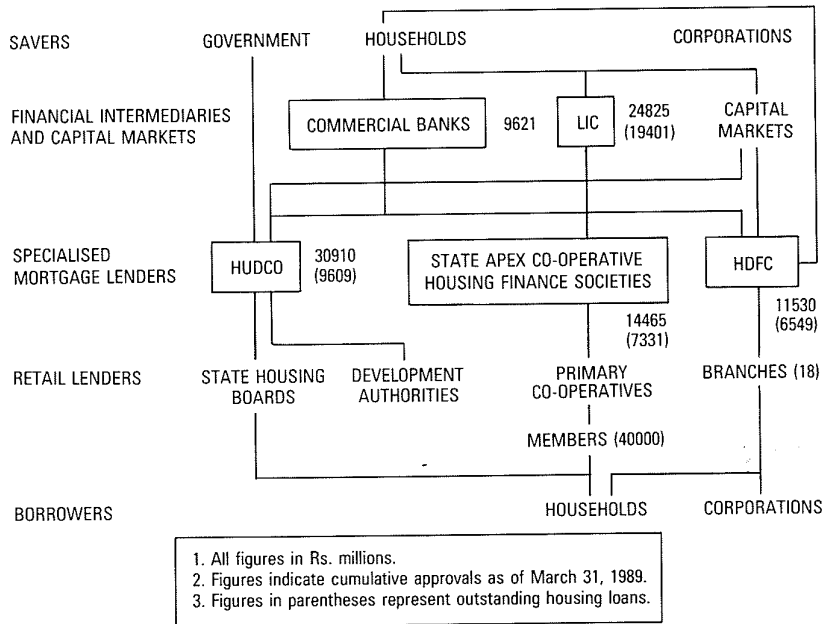 SAVERS GOVERNMENT HOUSEHOLDS CORPORATIONS
FINANCIAL INTERMEDIARIES
AND CAPITAL MARKETS
COMMERCIAL BANKS 9621
LIC 24825
(19401)
CAPITAL
MARKETS
SPECIALISED
MORTGAGE LENDERS
HUDCO 30910
(9609)
STATE APEX CO-OPERATIVE
HOUSING FINANCE SOCIETIES
14465
(7331)
HDFC
11530
(6549)
RETAIL LENDERS
STATE HOUSING
BOARDS
DEVELOPMENT
AUTHORITIES
PRIMARY
CO-OPERATIVES
BRANCHES (18)
MEMBERS (40000)
BORROWERS HOUSEHOLDS CORPORATIONS
1. All figures in Rs. millions.
2. Figures indicate cumulative approvals as of March 31, 1989.
3. Figures in parentheses represent outstanding housing loans.